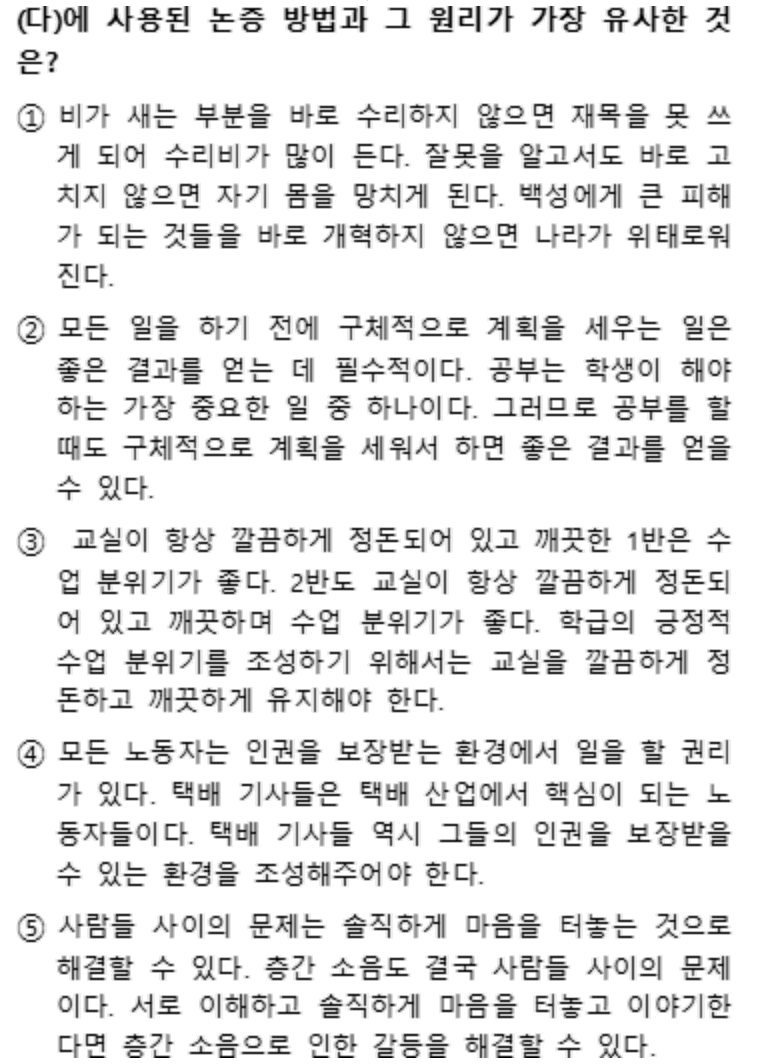 (다)에 사용된 논증 방법과 그 원리가 가장 유사한 것
은?
① 비가 새는 부분을 바로 수리하지 않으면 재목을 못 쓰
게 되어 수리비가 많이 든다. 잘못을 알고서도 바로 고
치지 않으면 자기 몸을 망치게 된다. 백성에게 큰 피해
가 되는 것들을 바로 개혁하지 않으면 나라가 위태로워
진다.
② 모든 일을 하기 전에 구체적으로 계획을 세우는 일은
좋은 결과를 얻는 데 필수적이다. 공부는 학생이 해야
하는 가장 중요한 일 중 하나이다. 그러므로 공부를 할
때도 구체적으로 계획을 세워서 하면 좋은 결과를 얻을
수 있다.
③ 교실이 항상 깔끔하게 정돈되어 있고 깨끗한 1반은 수
업 분위기가 좋다. 2반도 교실이 항상 깔끔하게 정돈되
어 있고 깨끗하며 수업 분위기가 좋다. 학급의 긍정적
수업 분위기를 조성하기 위해서는 교실을 깔끔하게 정
돈하고 깨끗하게 유지해야 한다.
④ 모든 노동자는 인권을 보장받는 환경에서 일을 할 권리
가 있다. 택배 기사들은 택배 산업에서 핵심이 되는 노
동자들이다. 택배 기사들 역시 그들의 인권을 보장받을
수 있는 환경을 조성해주어야 한다.
⑤ 사람들 사이의 문제는 솔직하게 마음을 터놓는 것으로
해결할 수 있다. 층간 소음도 결국 사람들 사이의 문제
이다. 서로 이해하고 솔직하게 마음을 터놓고 이야기한
다면 층간 소음으로 인한 갈등을 해결할 수 있다.